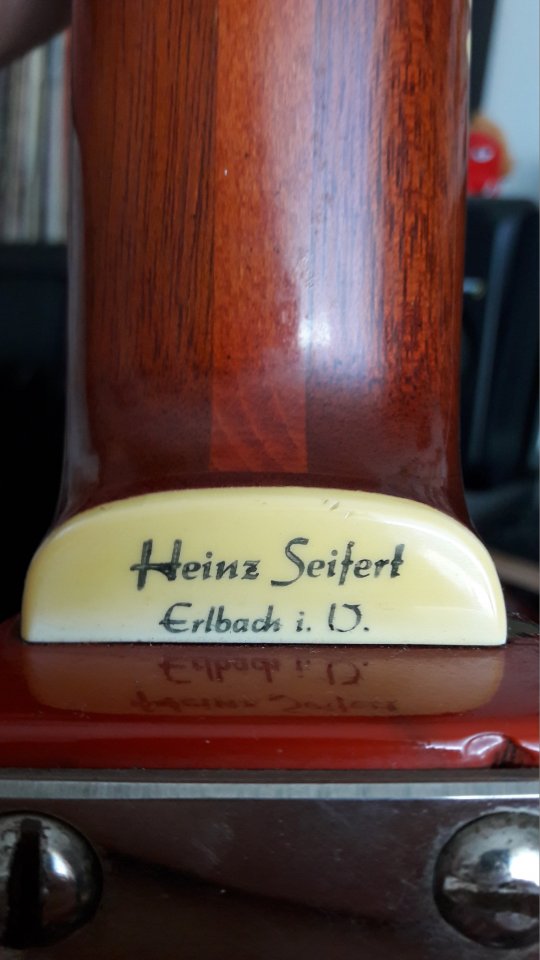 Heinz Seifert
Erlbach i. V.